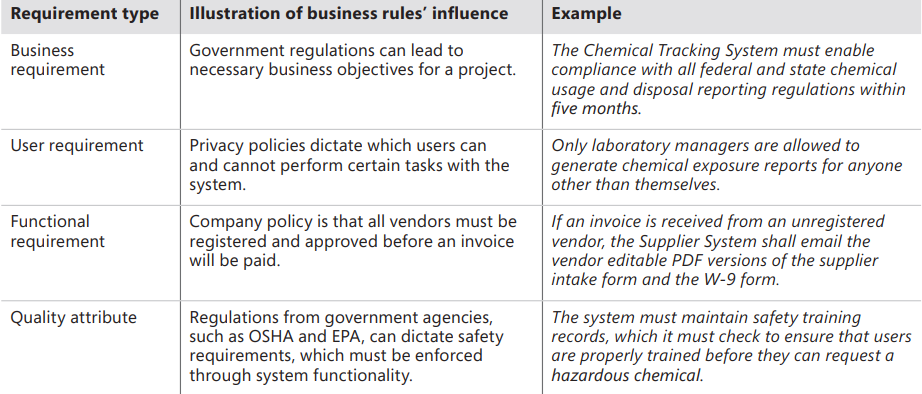 Requirement type Illustration of business rules’ influence Example
Business
requirement
Government regulations can lead to
necessary business objectives for a project.
The Chemical Tracking System must enable
compliance with all federal and state chemical
usage and disposal reporting regulations within
five months.
User requirement
Privacy policies dictate which users can
and cannot perform certain tasks with the
system.
Only laboratory managers are allowed to
generate chemical exposure reports for anyone
other than themselves.
Functional
requirement
Company policy is that all vendors must be
registered and approved before an invoice
will be paid.
If an invoice is received from an unregistered
vendor, the Supplier System shall email the
vendor editable PDF versions of the supplier
intake form and the W-9 form.
Quality attribute
Regulations from government agencies,
such as OSHA and EPA, can dictate safety
requirements, which must be enforced
through system functionality.
The system must maintain safety training
records, which it must check to ensure that users
are properly trained before they can request a
hazardous chemical.